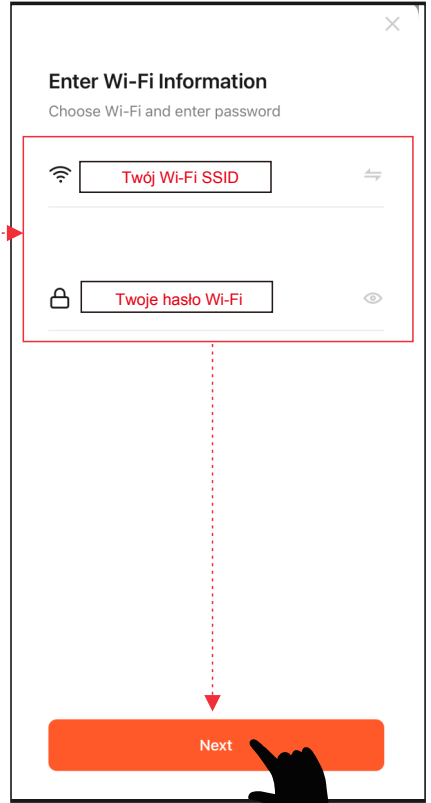 Enter Wi-Fi Information
Choose Wi-Fi and enter password
Twój Wi-Fi SSID
Twoje hasło Wi-Fi
Next